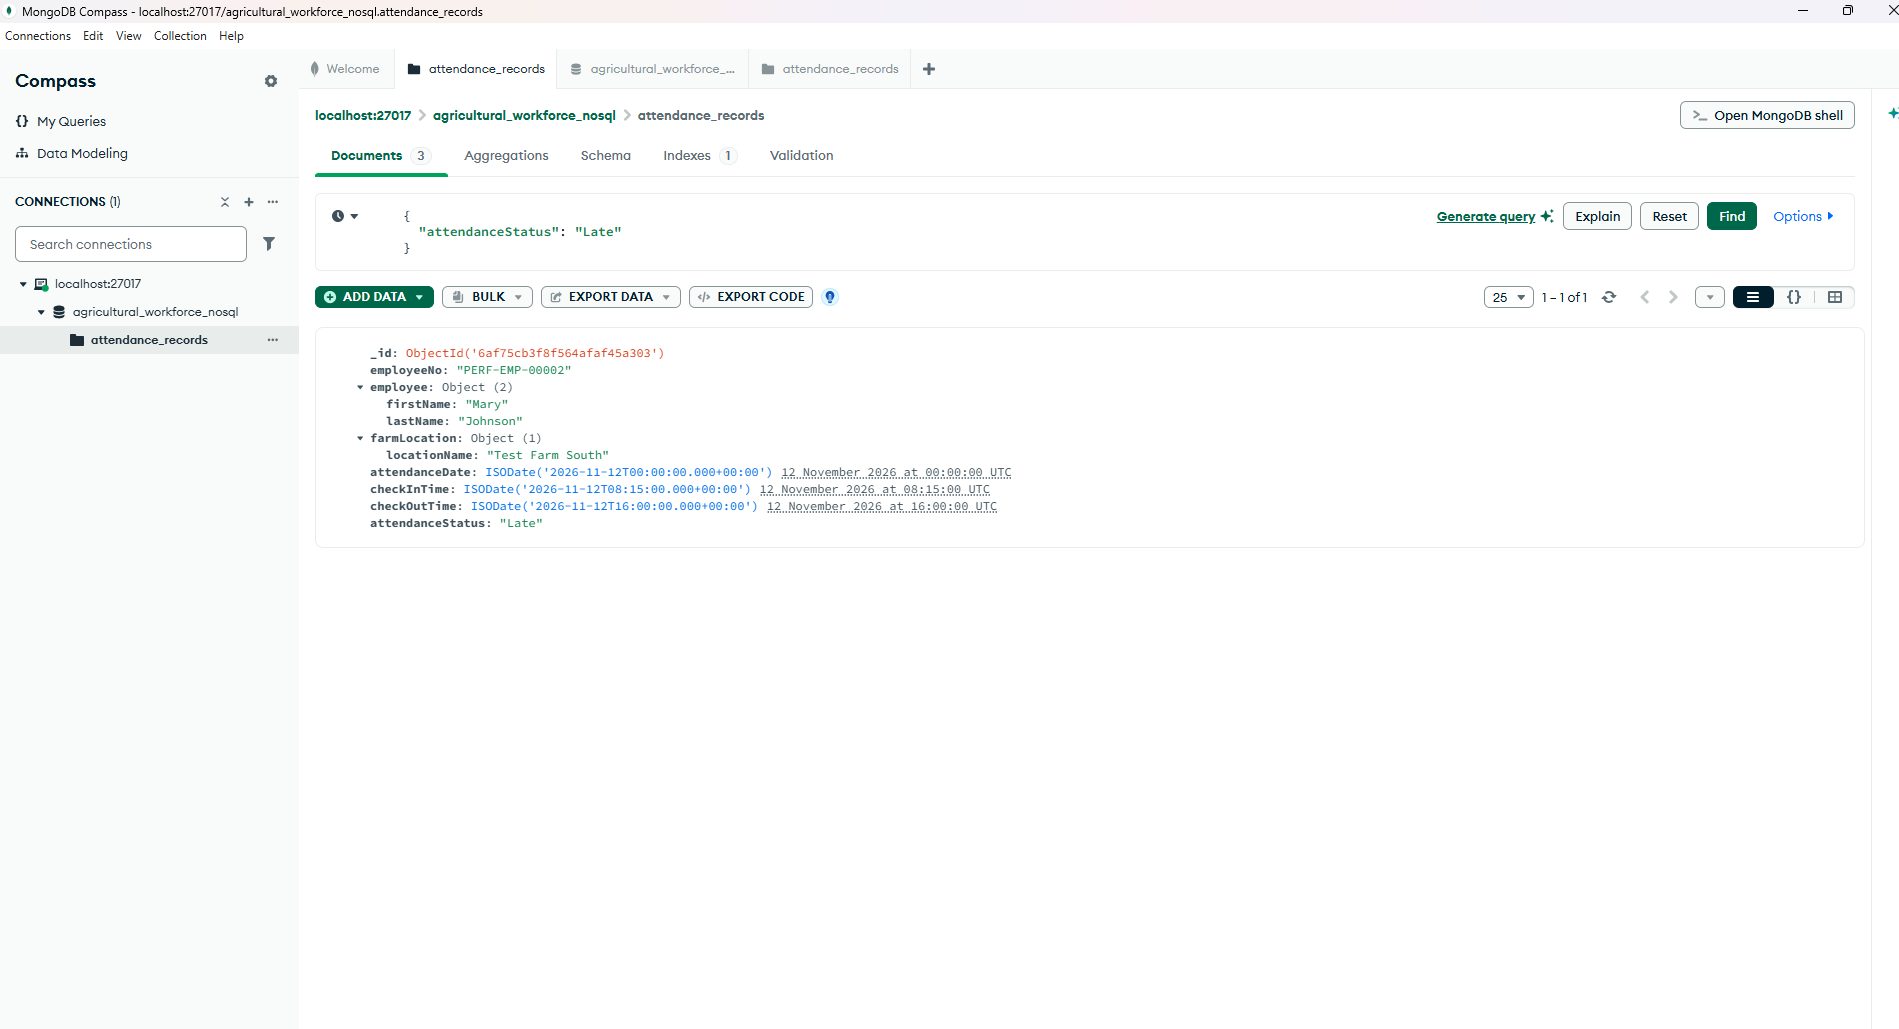 MongoDB Compass - localhost:27017/agricultural_workforce_nosql.attendance_records
Connections Edit View Collection Help
Compass
My Queries
Data Modeling
CONNECTIONS (1)
Search connections
localhost:27017
agricultural_workforce_nosql
attendance_records
Welcome attendance_records agricultural_workforce_... attendance_records
localhost:27017 agricultural_workforce_nosql attendance_records
Open MongoDB shell
Documents 3 Aggregations Schema Indexes 1 Validation
{
"attendanceStatus": "Late"
}
Generate query Explain Reset Find Options
ADD DATA BULK EXPORT DATA EXPORT CODE
25 1 – 1 of 1
_id: ObjectId('6af75cb3f8f564afaf45a303')
employeeNo: "PERF-EMP-00002"
employee: Object (2)
firstName: "Mary"
lastName: "Johnson"
farmLocation: Object (1)
locationName: "Test Farm South"
attendanceDate: ISODate('2026-11-12T00:00:00.000+00:00') 12 November 2026 at 00:00:00 UTC
checkInTime: ISODate('2026-11-12T08:15:00.000+00:00') 12 November 2026 at 08:15:00 UTC
checkOutTime: ISODate('2026-11-12T16:00:00.000+00:00') 12 November 2026 at 16:00:00 UTC
attendanceStatus: "Late"